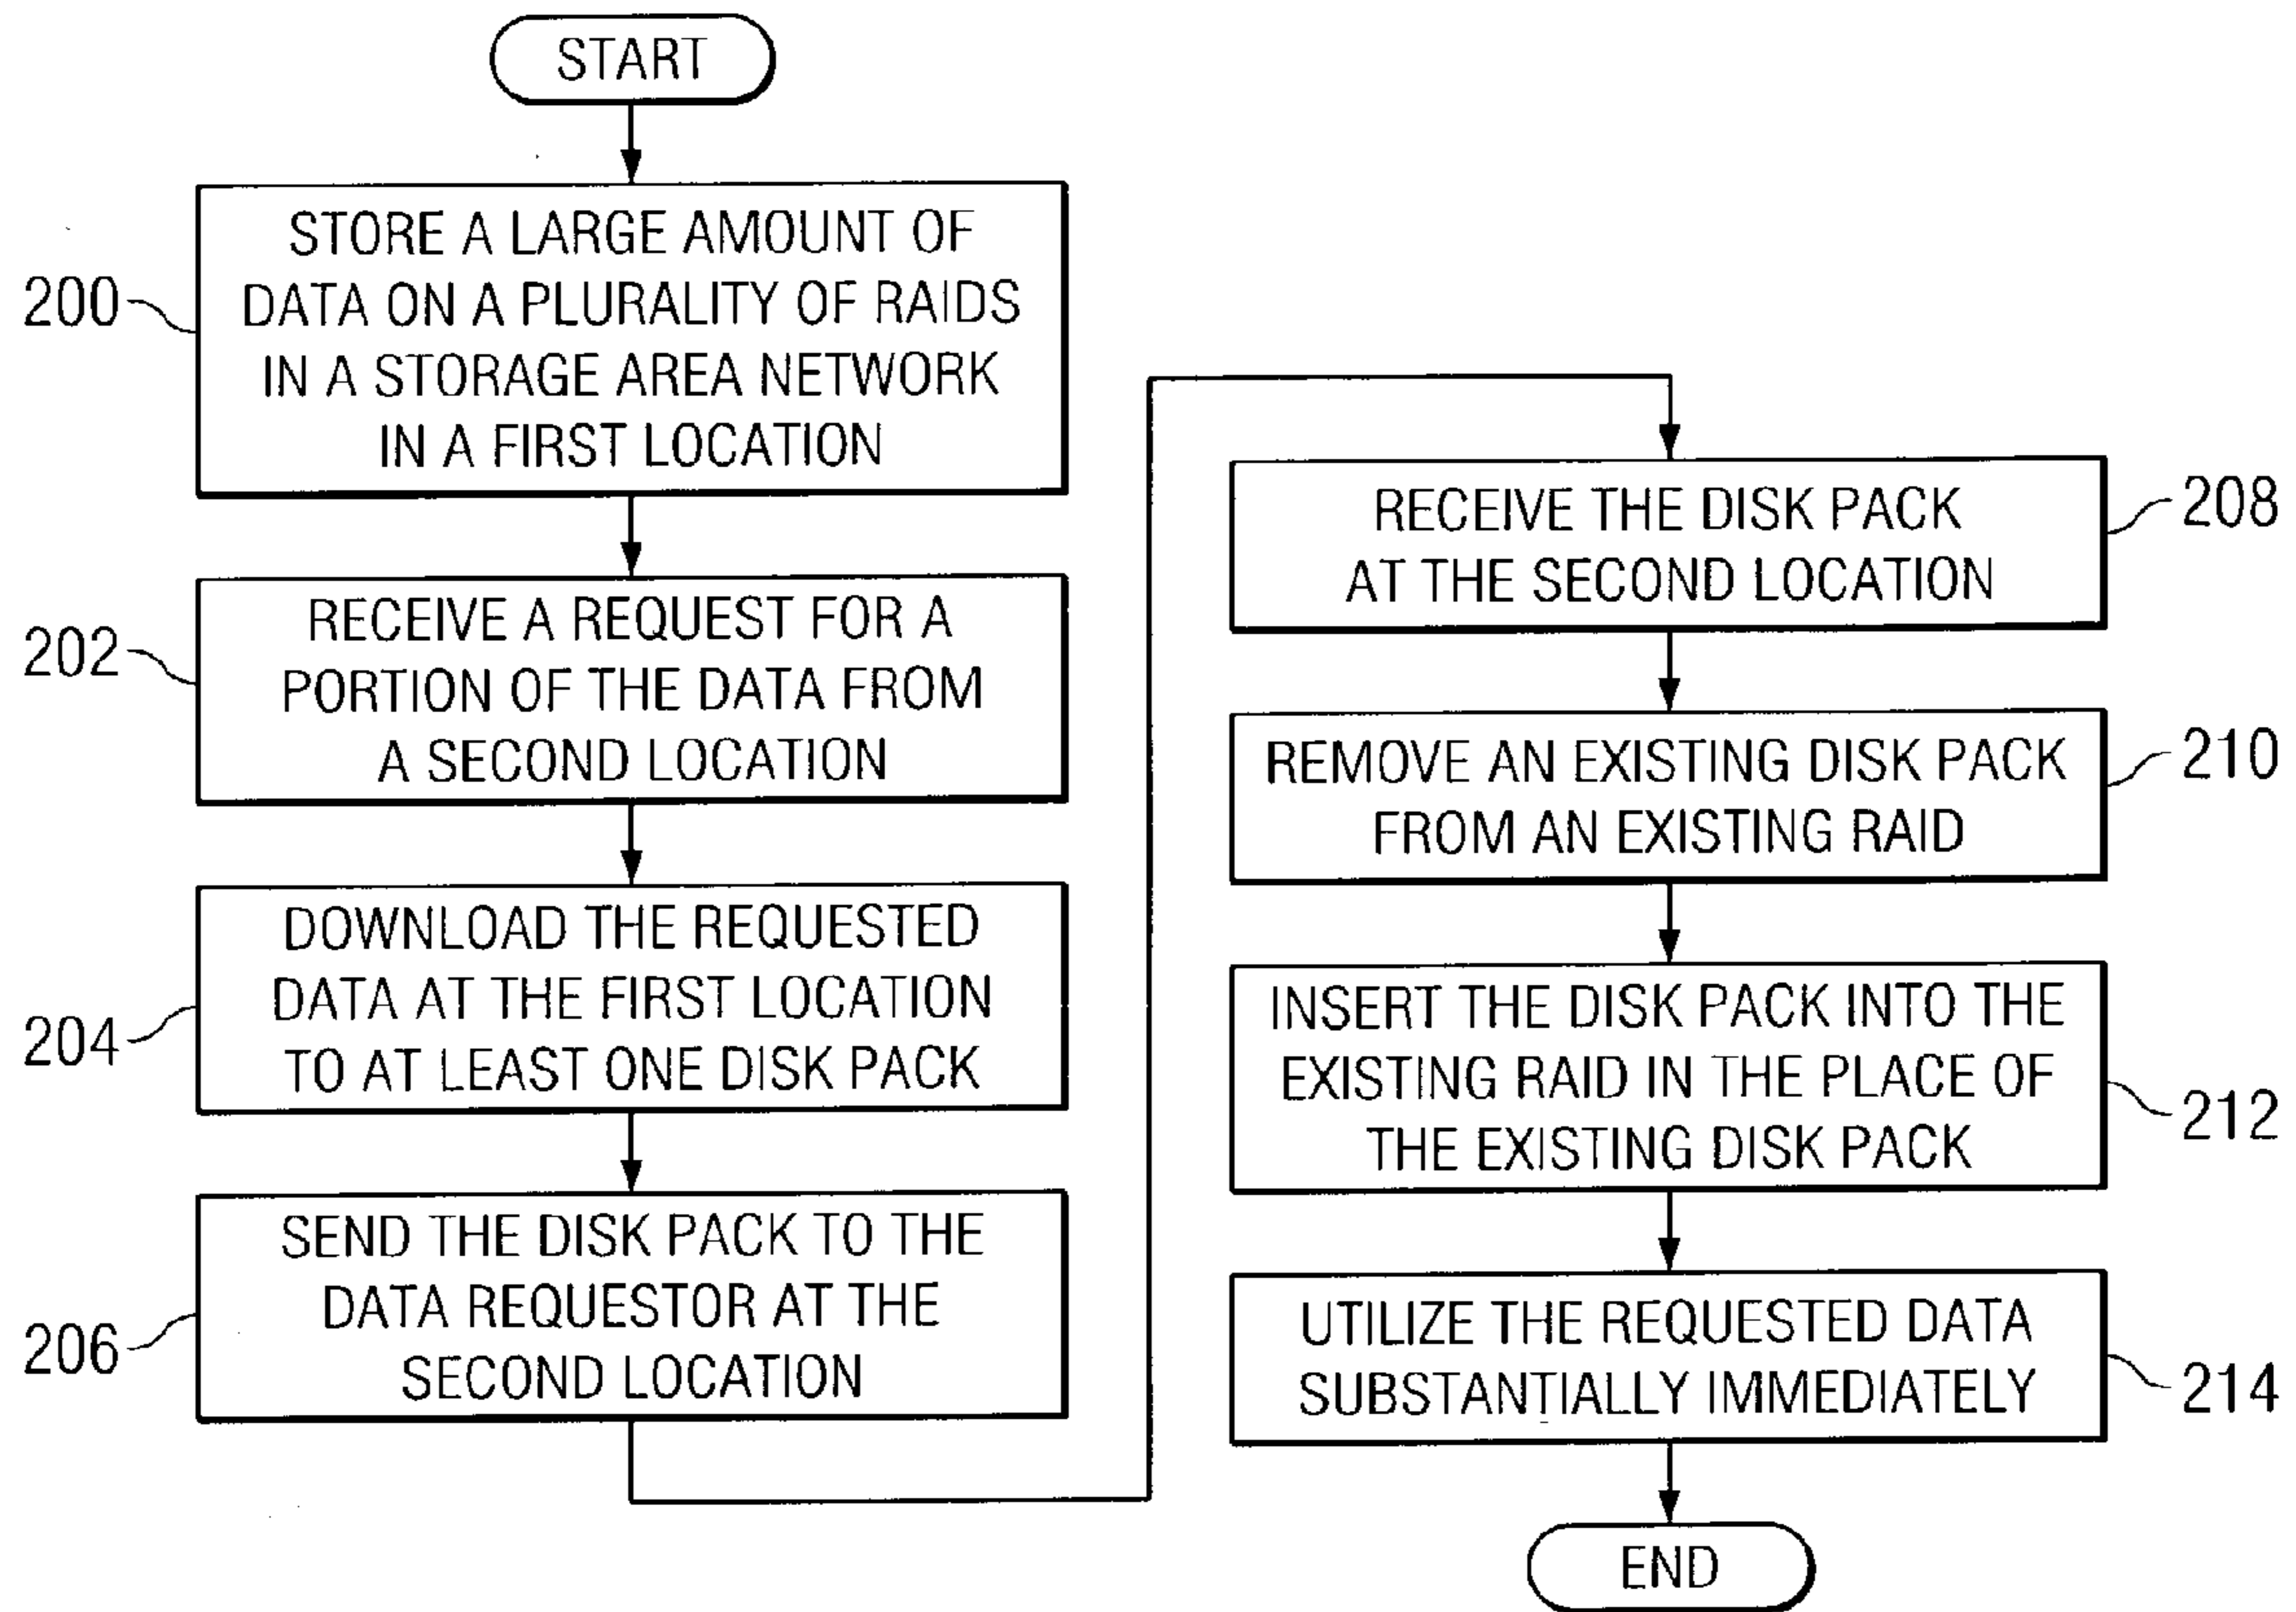 START
200
STORE A LARGE AMOUNT OF
DATA ON A PLURALITY OF RAIDS
IN A STORAGE AREA NETWORK
IN A FIRST LOCATION
202
RECEIVE A REQUEST FOR A
PORTION OF THE DATA FROM
A SECOND LOCATION
204
DOWNLOAD THE REQUESTED
DATA AT THE FIRST LOCATION
TO AT LEAST ONE DISK PACK
206
SEND THE DISK PACK TO THE
DATA REQUESTOR AT THE
SECOND LOCATION
RECEIVE THE DISK PACK
AT THE SECOND LOCATION
208
REMOVE AN EXISTING DISK PACK
FROM AN EXISTING RAID
210
INSERT THE DISK PACK INTO THE
EXISTING RAID IN THE PLACE OF
THE EXISTING DISK PACK
212
UTILIZE THE REQUESTED DATA
SUBSTANTIALLY IMMEDIATELY
214
END